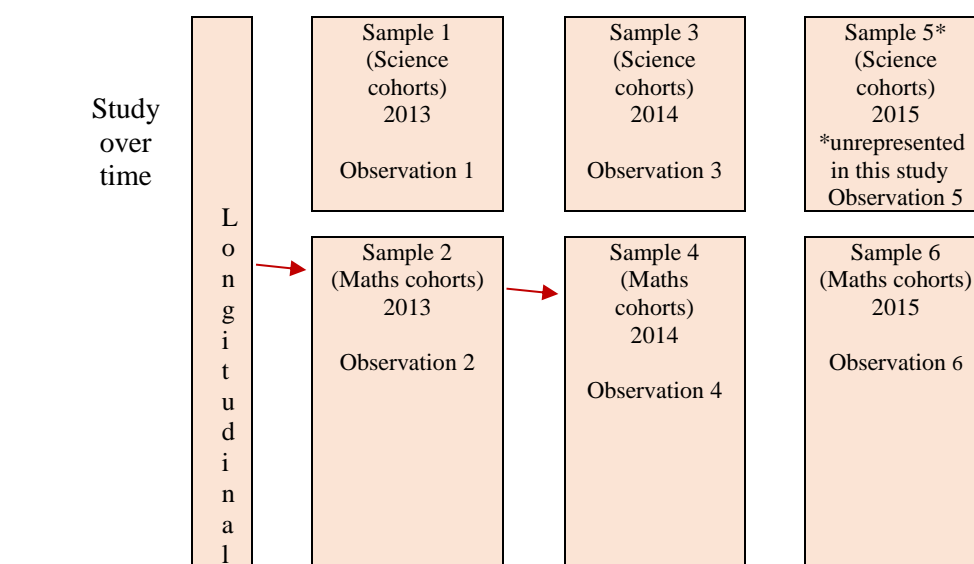 Study
over
time
L
o
n
g
i
t
u
d
i
n
a
l
Sample 1
(Science
cohorts)
2013
Observation 1
Sample 3
(Science
cohorts)
2014
Observation 3
Sample 5*
(Science
cohorts)
2015
*unrepresented
in this study
Observation 5
Sample 2
(Maths cohorts)
2013
Observation 2
Sample 4
(Maths
cohorts)
2014
Observation 4
Sample 6
(Maths cohorts)
2015
Observation 6